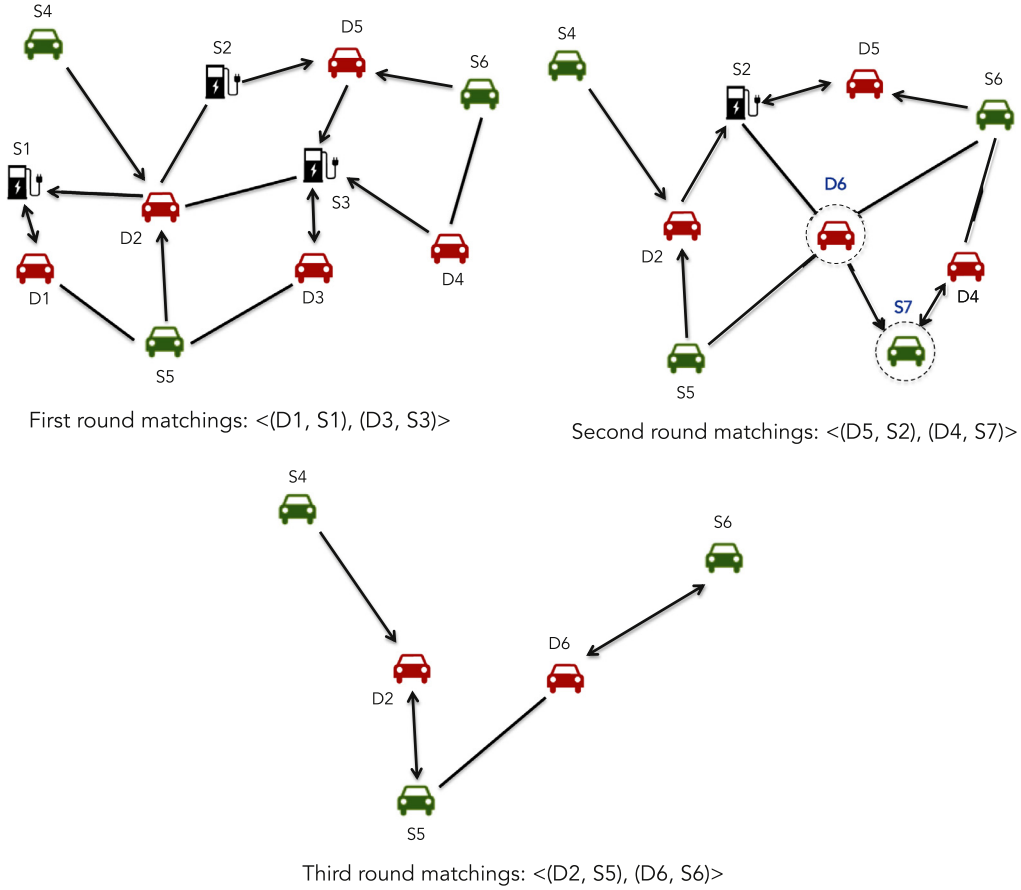 S4
S2
D5
S6
S1
S3
D2
D1
D3
D4
S5
First round matchings: <(D1, S1), (D3, S3)>
S4
S2
D5
S6
D6
D2
S7
D4
S5
Second round matchings: <(D5, S2), (D4, S7)>
S4
S6
D6
D2
S5
Third round matchings: <(D2, S5), (D6, S6)>